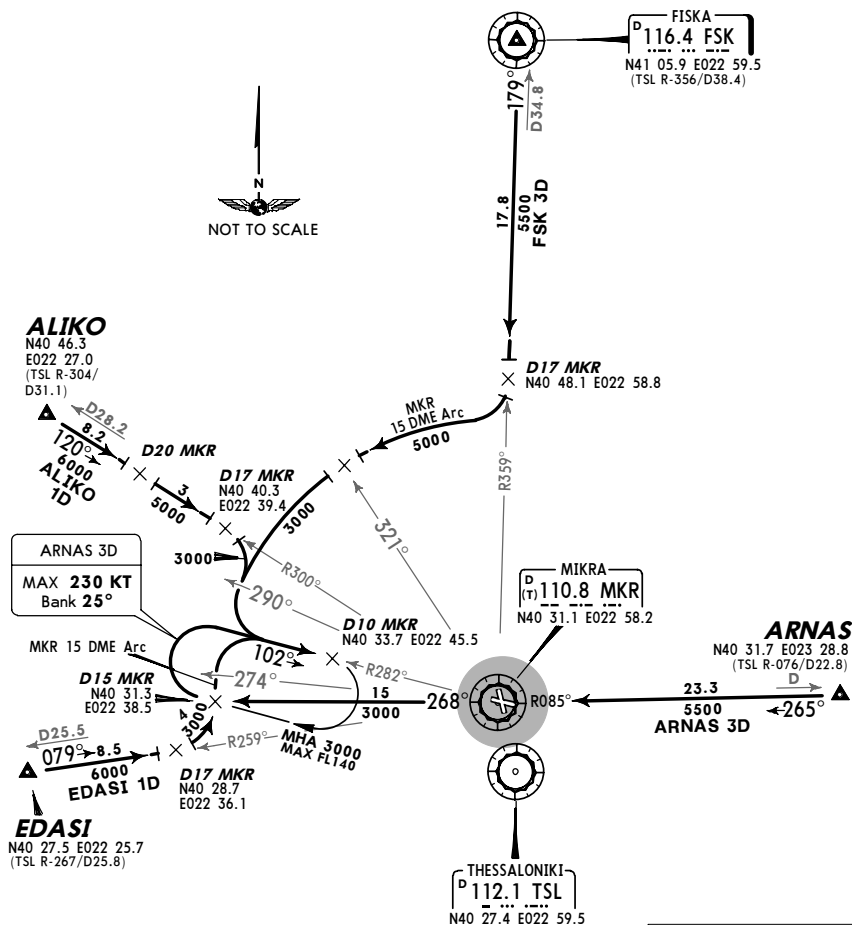 FISKA
D 116.4 FSK
N41 05.9 E022 59.5
(TSL R-356/D38.4)
179°
D34.8
N
NOT TO SCALE
17.8
5500
FSK 3D
ALIKO
N40 46.3
E022 27.0
(TSL R-304/
D31.1)
D28.2
8.2
120°
6000
ALIKO
1D
D20 MKR
3
5000
D17 MKR
N40 40.3
E022 39.4
D17 MKR
N40 48.1 E022 58.8
MKR
15 DME Arc
5000
R359°
3000
321°
3000
R300°
290°
ARNAS 3D
MAX 230 KT
Bank 25°
MKR 15 DME Arc
D10 MKR
N40 33.7 E022 45.5
102°
R282°
274°
MIKRA
D
(T) 110.8 MKR
N40 31.1 E022 58.2
ARNAS
N40 31.7 E023 28.8
(TSL R-076/D22.8)
D
D15 MKR
N40 31.3
E022 38.5
15
3000
268°
R085°
23.3
5500
265°
ARNAS 3D
4
3000
R259°
MHA 3000
MAX FL140
D25.5
079°
8.5
6000
EDASI 1D
D17 MKR
N40 28.7
E022 36.1
EDASI
N40 27.5 E022 25.7
(TSL R-267/D25.8)
THESSALONIKI
D 112.1 TSL
N40 27.4 E022 59.5